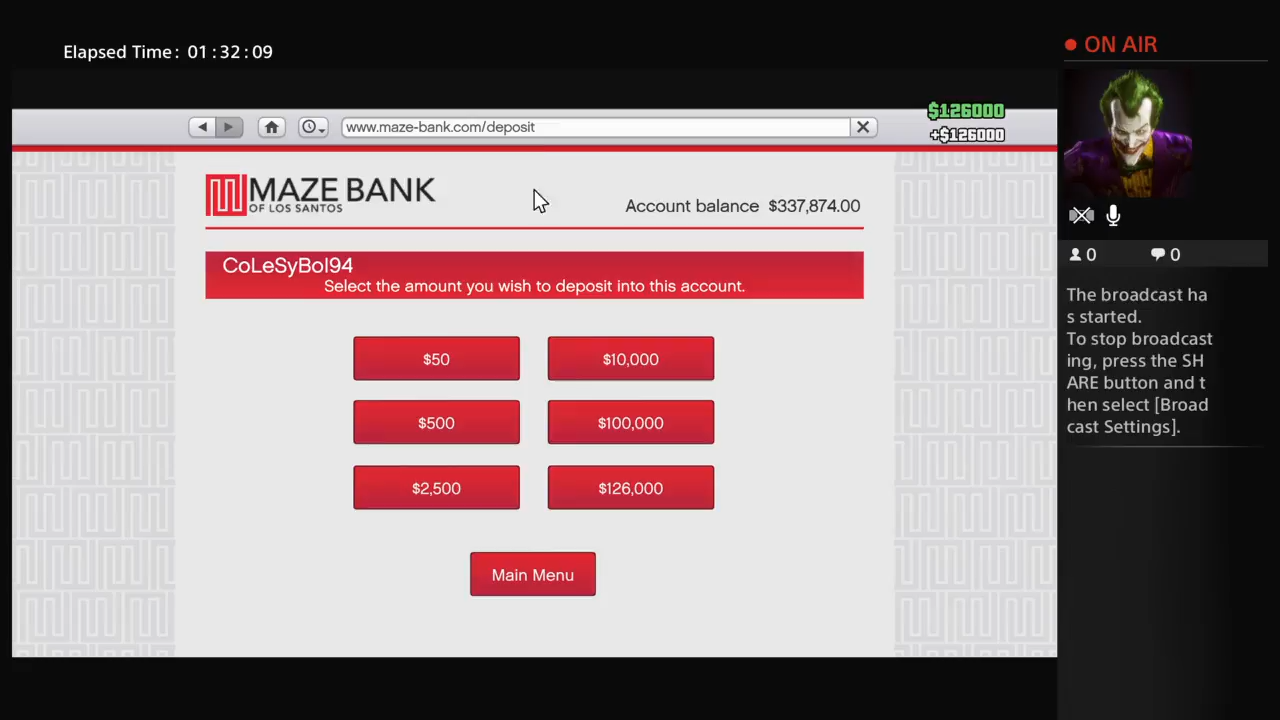 Elapsed Time: 01:32:09
ON AIR
$126000
www.maze-bank.com/deposit
+$126000
MAZE BANK
OF LOS SANTOS
Account balance $337,874.00
CoLeSyBoI94
Select the amount you wish to deposit into this account.
$50
$10,000
$500
$100,000
$2,500
$126,000
Main Menu
0
0
The broadcast ha
s started.
To stop broadcast
ing, press the SH
ARE button and t
hen select [Broad
cast Settings].